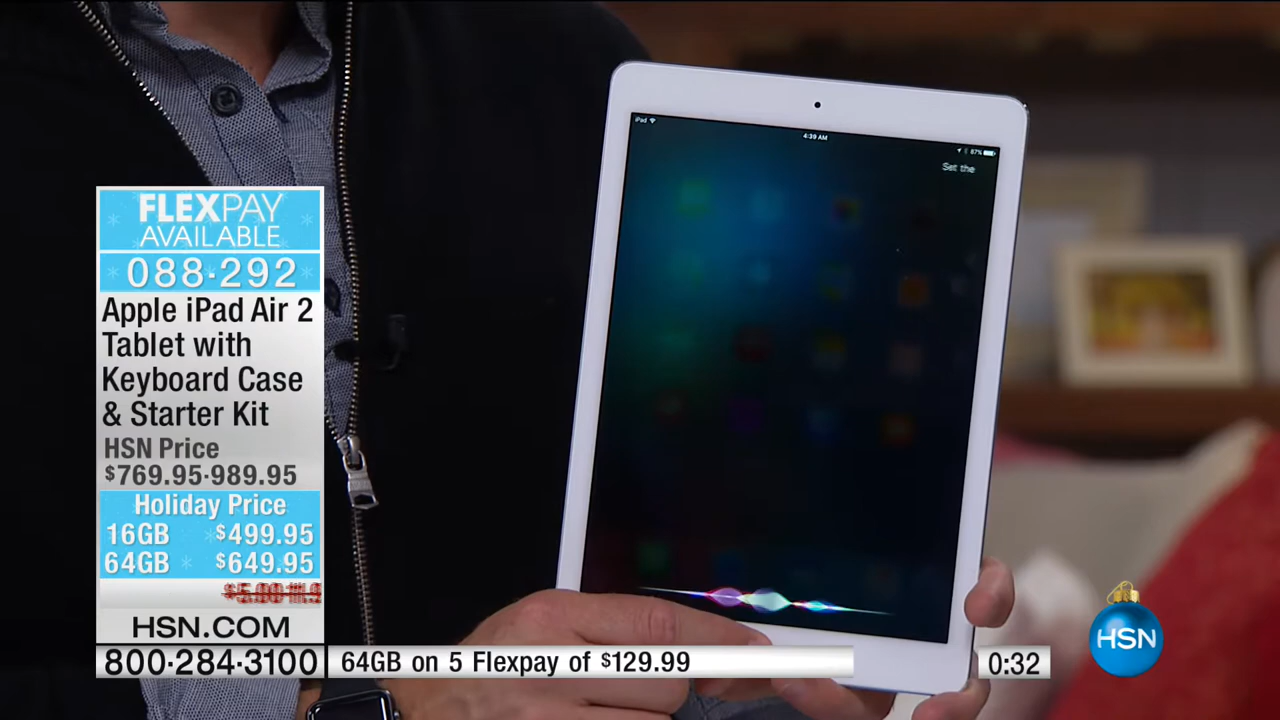 FLEXPAY
AVAILABLE
088·292
Apple iPad Air 2
Tablet with
Keyboard Case
& Starter Kit
HSN Price
$769.95-989.95
Holiday Price
16GB $499.95
64GB $649.95
HSN.COM
800·284·3100
64GB on 5 Flexpay of $129.99
0:32
HSN
iPad
4:39 AM
87%
Set the